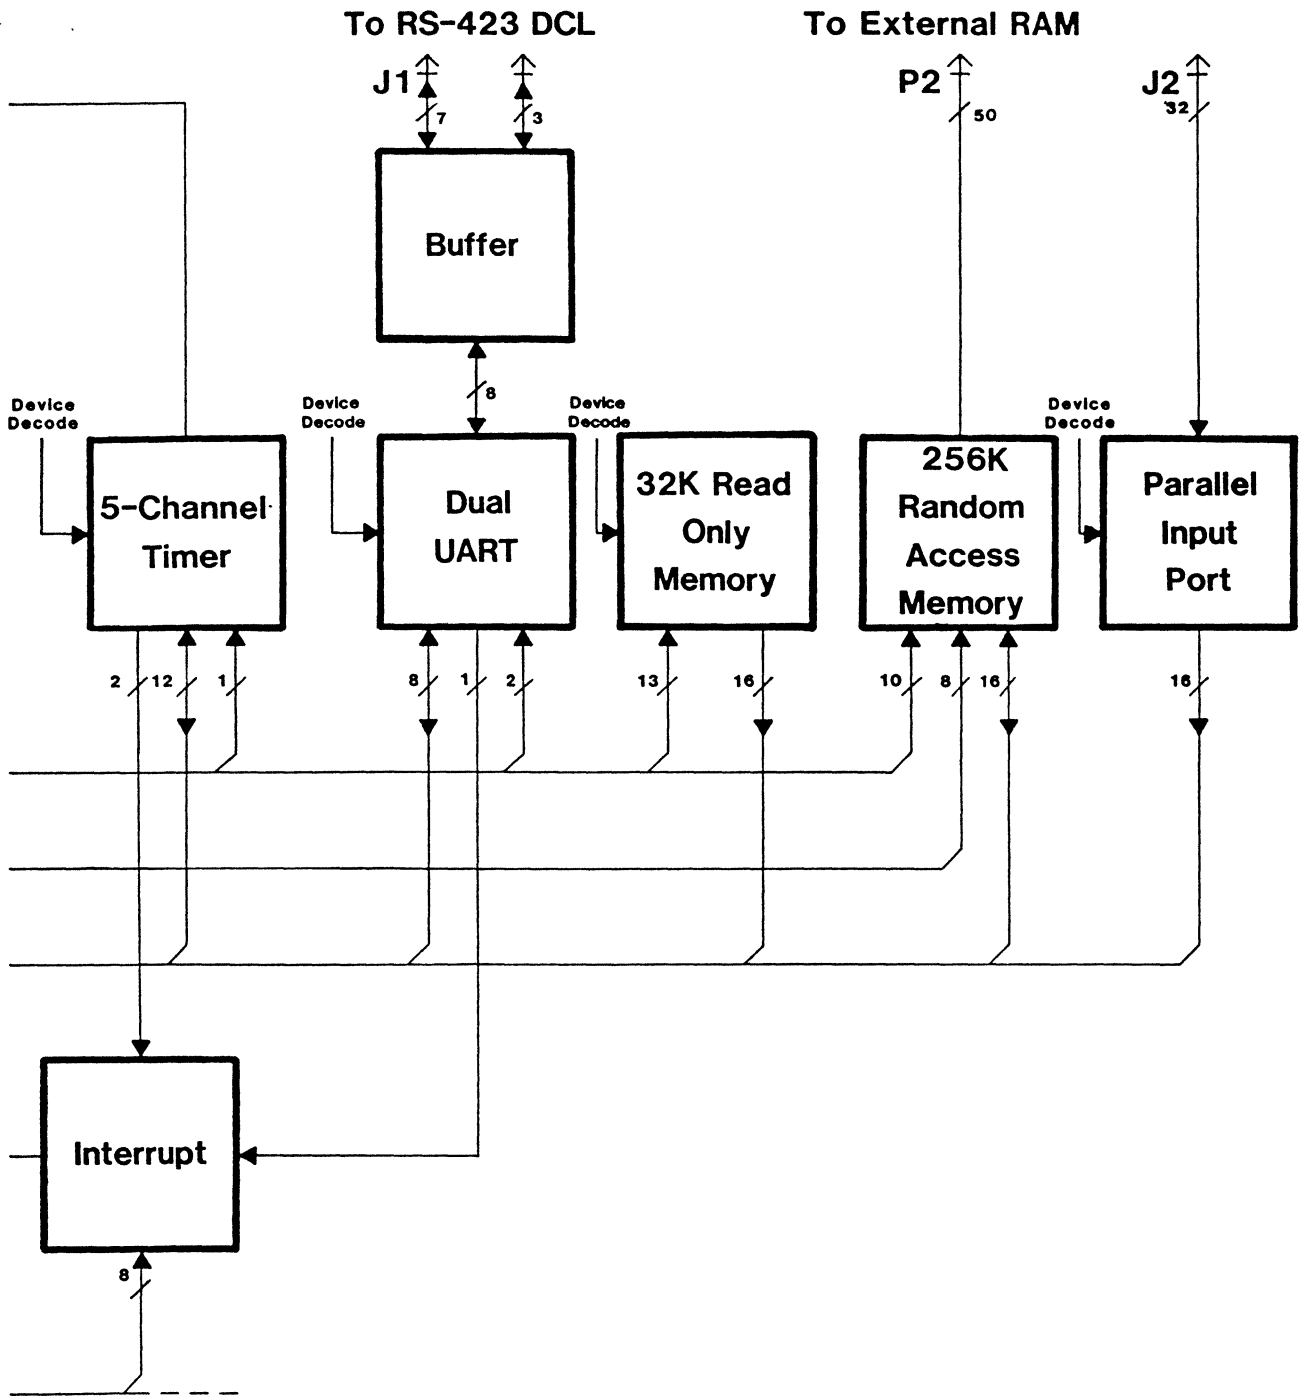 To RS-423 DCL
To External RAM
J1
P2
J2
7
3
50
32
Buffer
8
Device
Decode
Device
Decode
Device
Decode
Device
Decode
5-Channel
Timer
Dual
UART
32K Read
Only
Memory
256K
Random
Access
Memory
Parallel
Input
Port
2
12
1
8
1
2
13
16
10
8
16
16
Interrupt
8